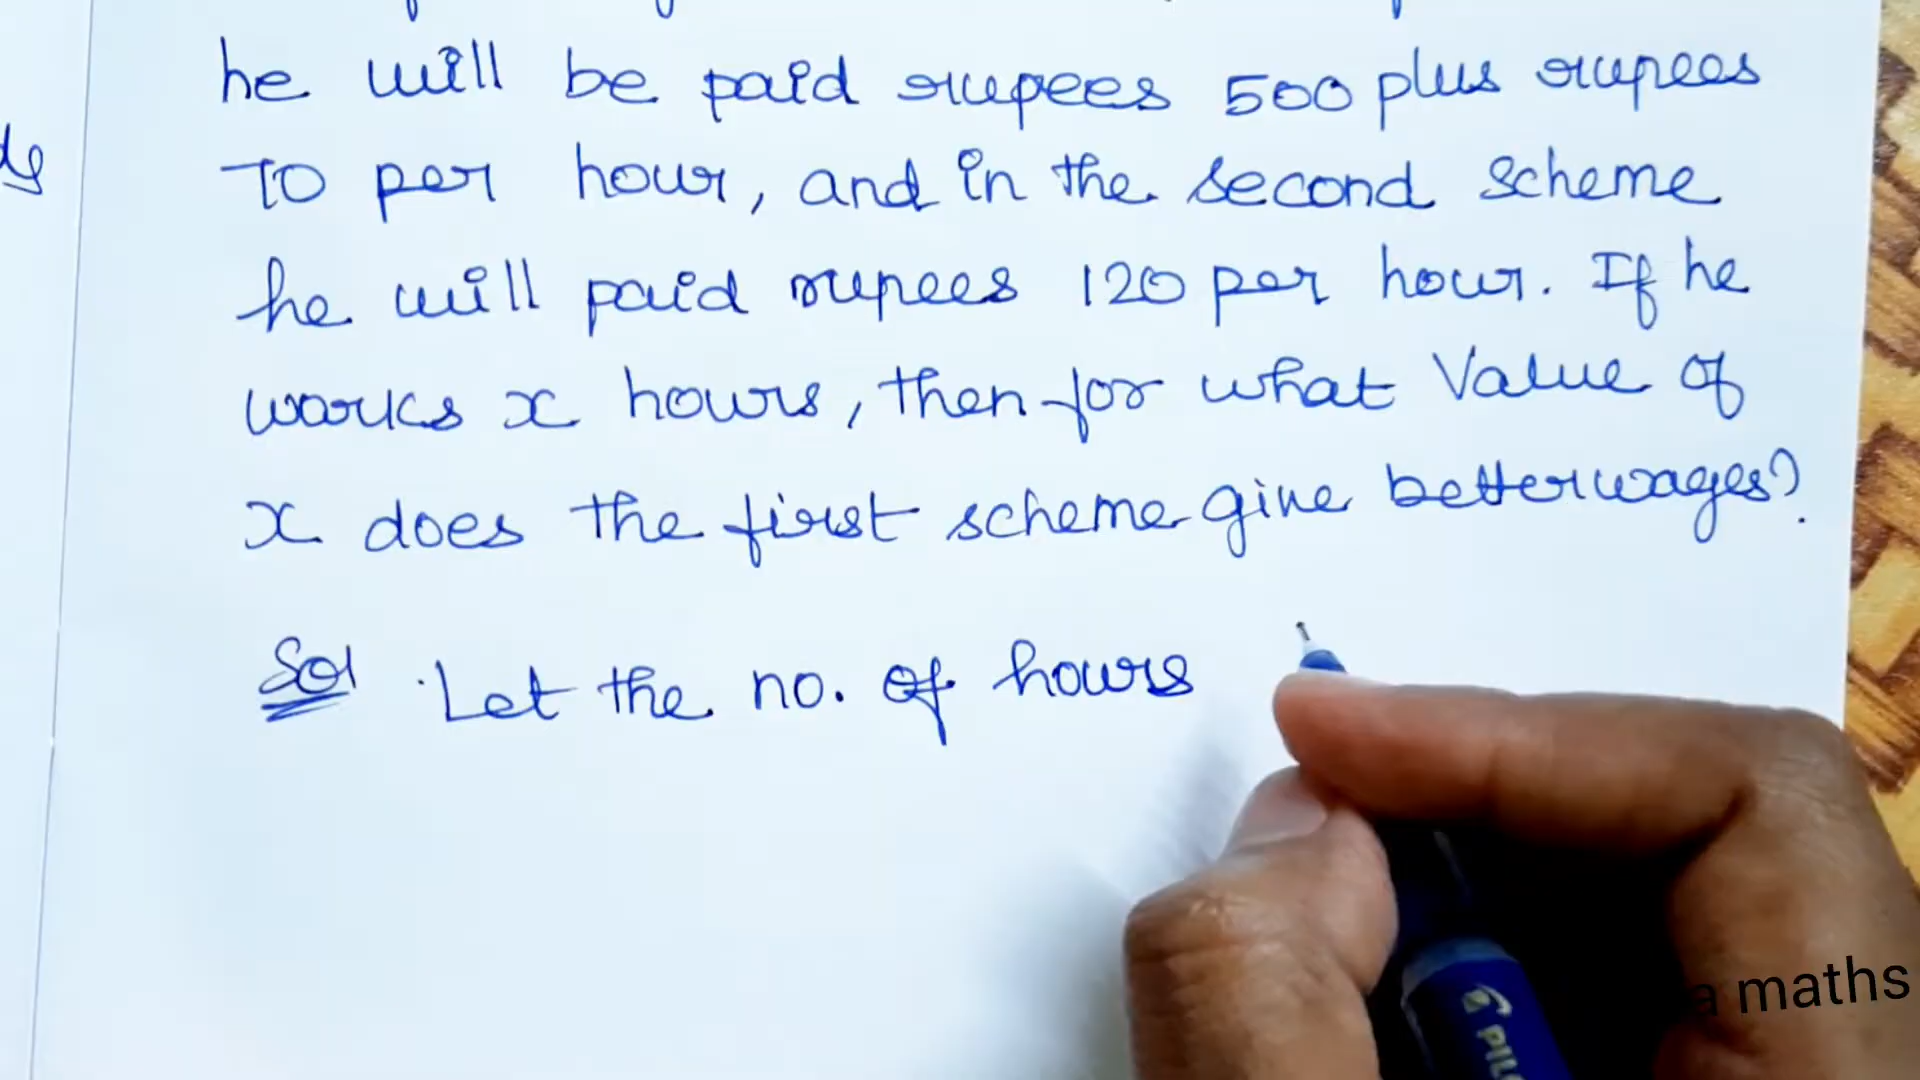 he will be paid rupees 500 plus rupees
70 per hour, and in the second scheme
he will paid rupees 120 per hour. If he
works x hours, then for what value of
x does the first scheme give better wages?
Sol Let the no. of hours
a maths
PIL